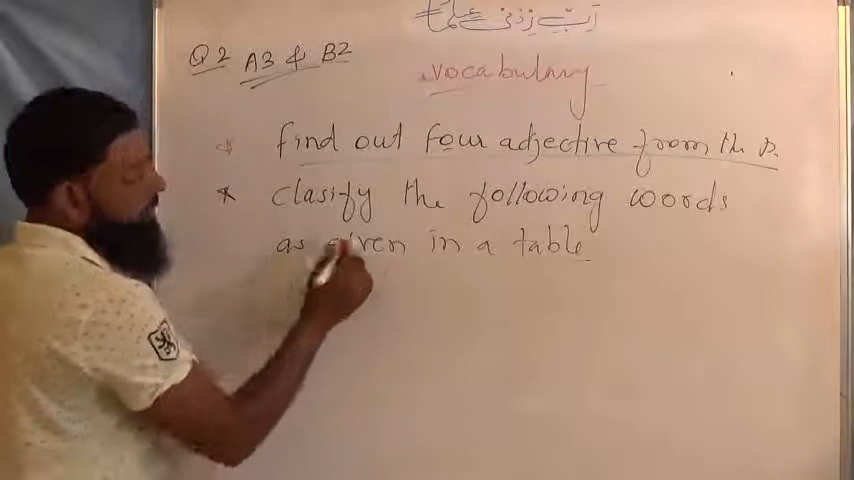 رَبِّ زِدْنِی عِلْمًا
Q2 A3 & B2
Vocabulary
* find out four adjective from the p.
* clasify the following words
as given in a table